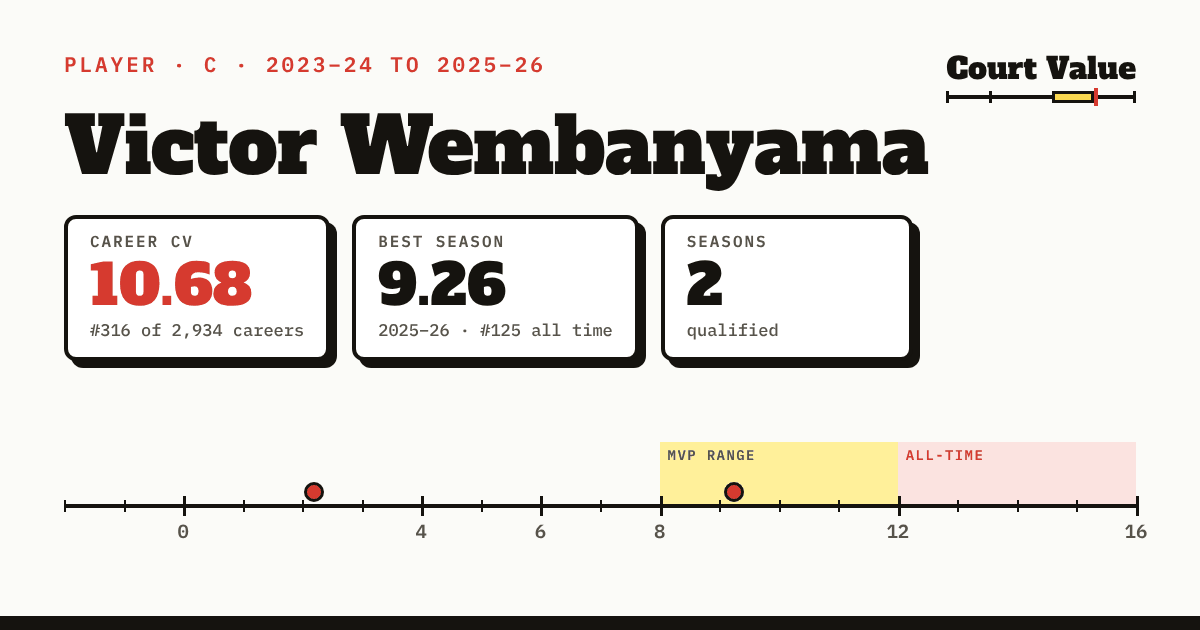 PLAYER · C · 2023–24 TO 2025–26
Court Value
Victor Wembanyama
CAREER CV
10.68
#316 of 2,934 careers
BEST SEASON
9.26
2025–26 · #125 all time
SEASONS
2
qualified
MVP RANGE
ALL-TIME
0 4 6 8 12 16